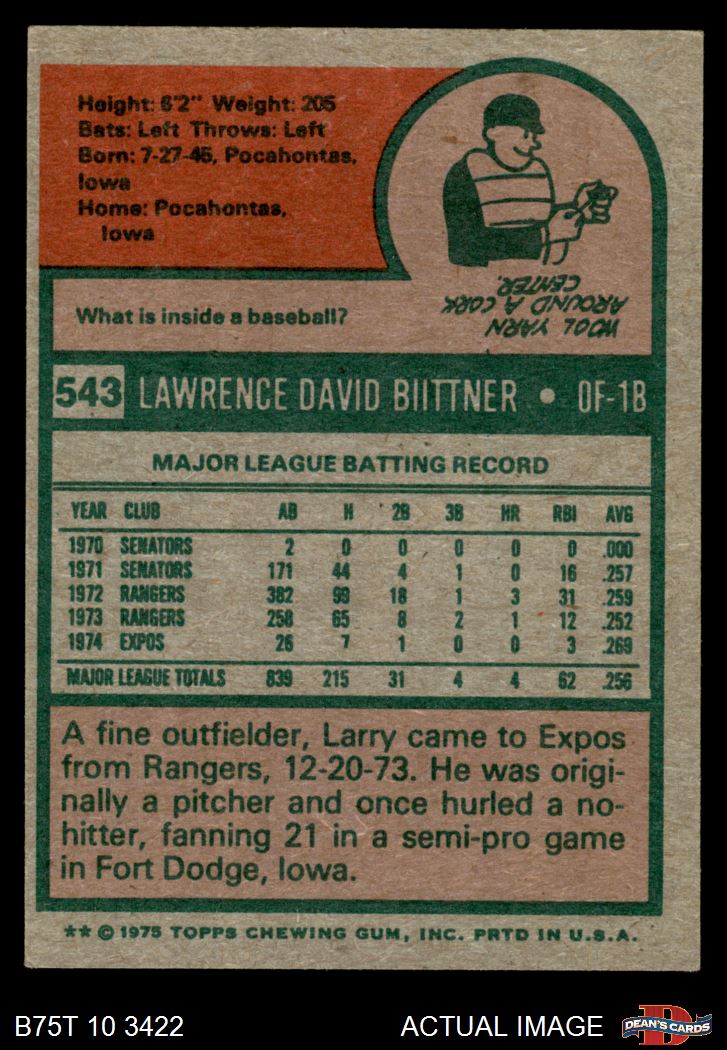 Height: 6'2" Weight: 205
Bats: Left Throws: Left
Born: 7-27-46, Pocahontas,
Iowa
Home: Pocahontas,
Iowa
What is inside a baseball?
WOOL YARN
AROUND A CORK
CENTER.
543 LAWRENCE DAVID BIITTNER • OF-1B
MAJOR LEAGUE BATTING RECORD
YEAR CLUB AB H 2B 3B HR RBI AVG
1970 SENATORS 2 0 0 0 0 0 .000
1971 SENATORS 171 44 4 1 0 16 .257
1972 RANGERS 382 99 18 1 3 31 .259
1973 RANGERS 258 65 8 2 1 12 .252
1974 EXPOS 26 7 1 0 0 3 .269
MAJOR LEAGUE TOTALS 839 215 31 4 4 62 .256
A fine outfielder, Larry came to Expos
from Rangers, 12-20-73. He was origi-
nally a pitcher and once hurled a no-
hitter, fanning 21 in a semi-pro game
in Fort Dodge, Iowa.
** © 1975 TOPPS CHEWING GUM, INC. PRTD IN U.S.A.
B75T 10 3422 ACTUAL IMAGE
D
DEAN'S CARDS